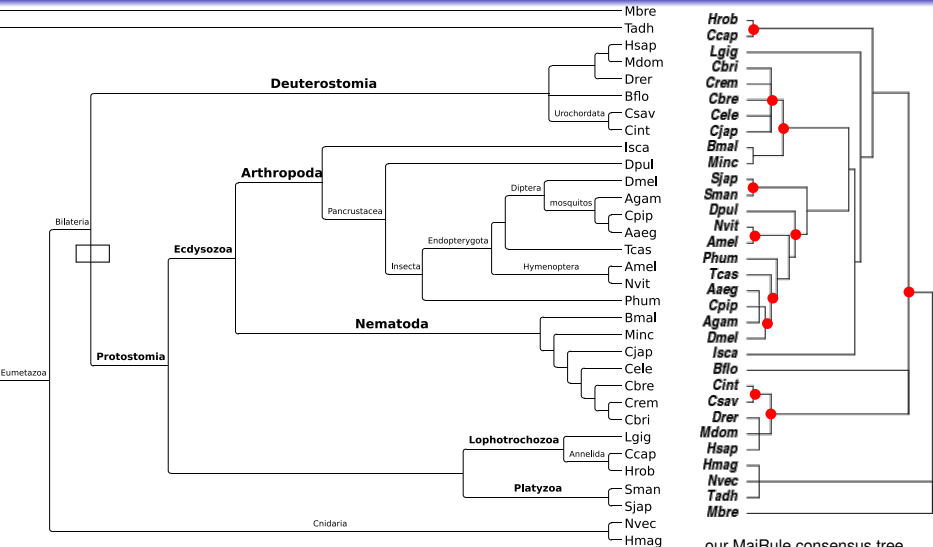 Mbre
Tadh
Hsap
Mdom
Drer
Deuterostomia
Bflo
Urochordata
Csav
Cint
Isca
Arthropoda
Dpul
Diptera
Dmel
mosquitos
Agam
Pancrustacea
Cpip
Aaeg
Bilateria
Endopterygota
Tcas
Ecdysozoa
Insecta
Hymenoptera
Amel
Nvit
Phum
Nematoda
Bmal
Minc
Protostomia
Cjap
Eumetazoa
Cele
Cbre
Crem
Cbri
Lophotrochozoa
Lgig
Annelida
Ccap
Hrob
Platyzoa
Sman
Sjap
Cnidaria
Nvec
Hmag
Hrob
Ccap
Lgig
Cbri
Crem
Cbre
Cele
Cjap
Bmal
Minc
Sjap
Sman
Dpul
Nvit
Amel
Phum
Tcas
Aaeg
Cpip
Agam
Dmel
Isca
Bflo
Cint
Csav
Drer
Mdom
Hsap
Hmag
Nvec
Tadh
Mbre
our MajRule consensus tree